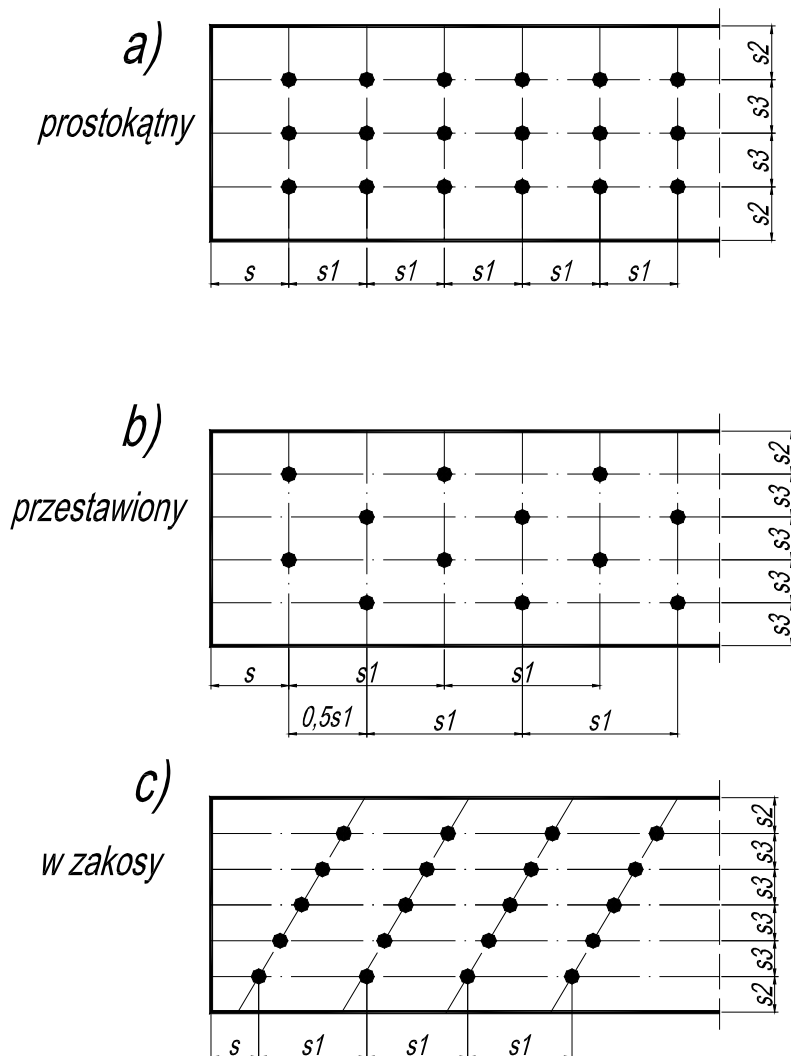 a)
prostokątny
s2
s3
s3
s2
s s1 s1 s1 s1 s1
b)
przestawiony
s2
s3
s3
s3
s3
s s1 s1
0,5s1 s1 s1
c)
w zakosy
s2
s3
s3
s3
s3
s2
s s1 s1 s1